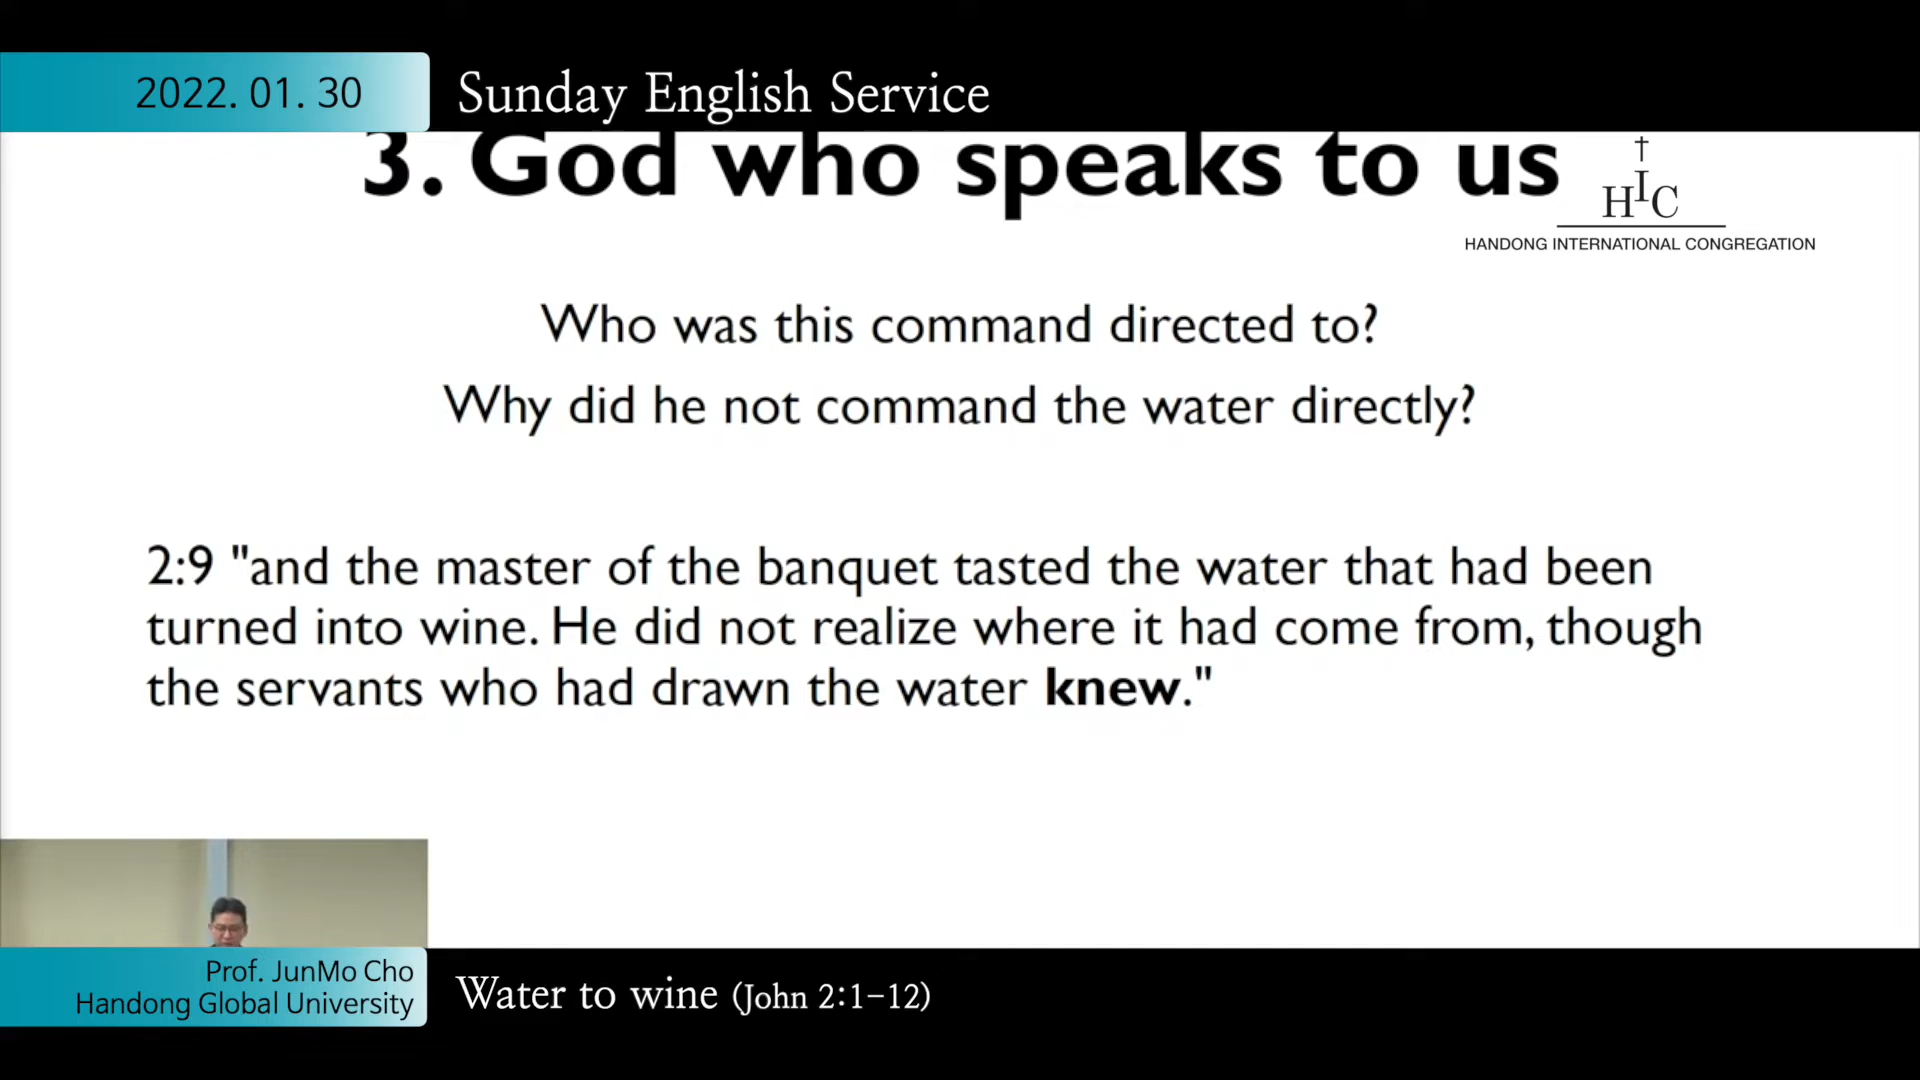 2022. 01. 30
Sunday English Service
3. God who speaks to us
†
HIC
HANDONG INTERNATIONAL CONGREGATION
Who was this command directed to?
Why did he not command the water directly?
2:9 "and the master of the banquet tasted the water that had been
turned into wine. He did not realize where it had come from, though
the servants who had drawn the water knew."
Prof. JunMo Cho
Handong Global University
Water to wine (John 2:1-12)